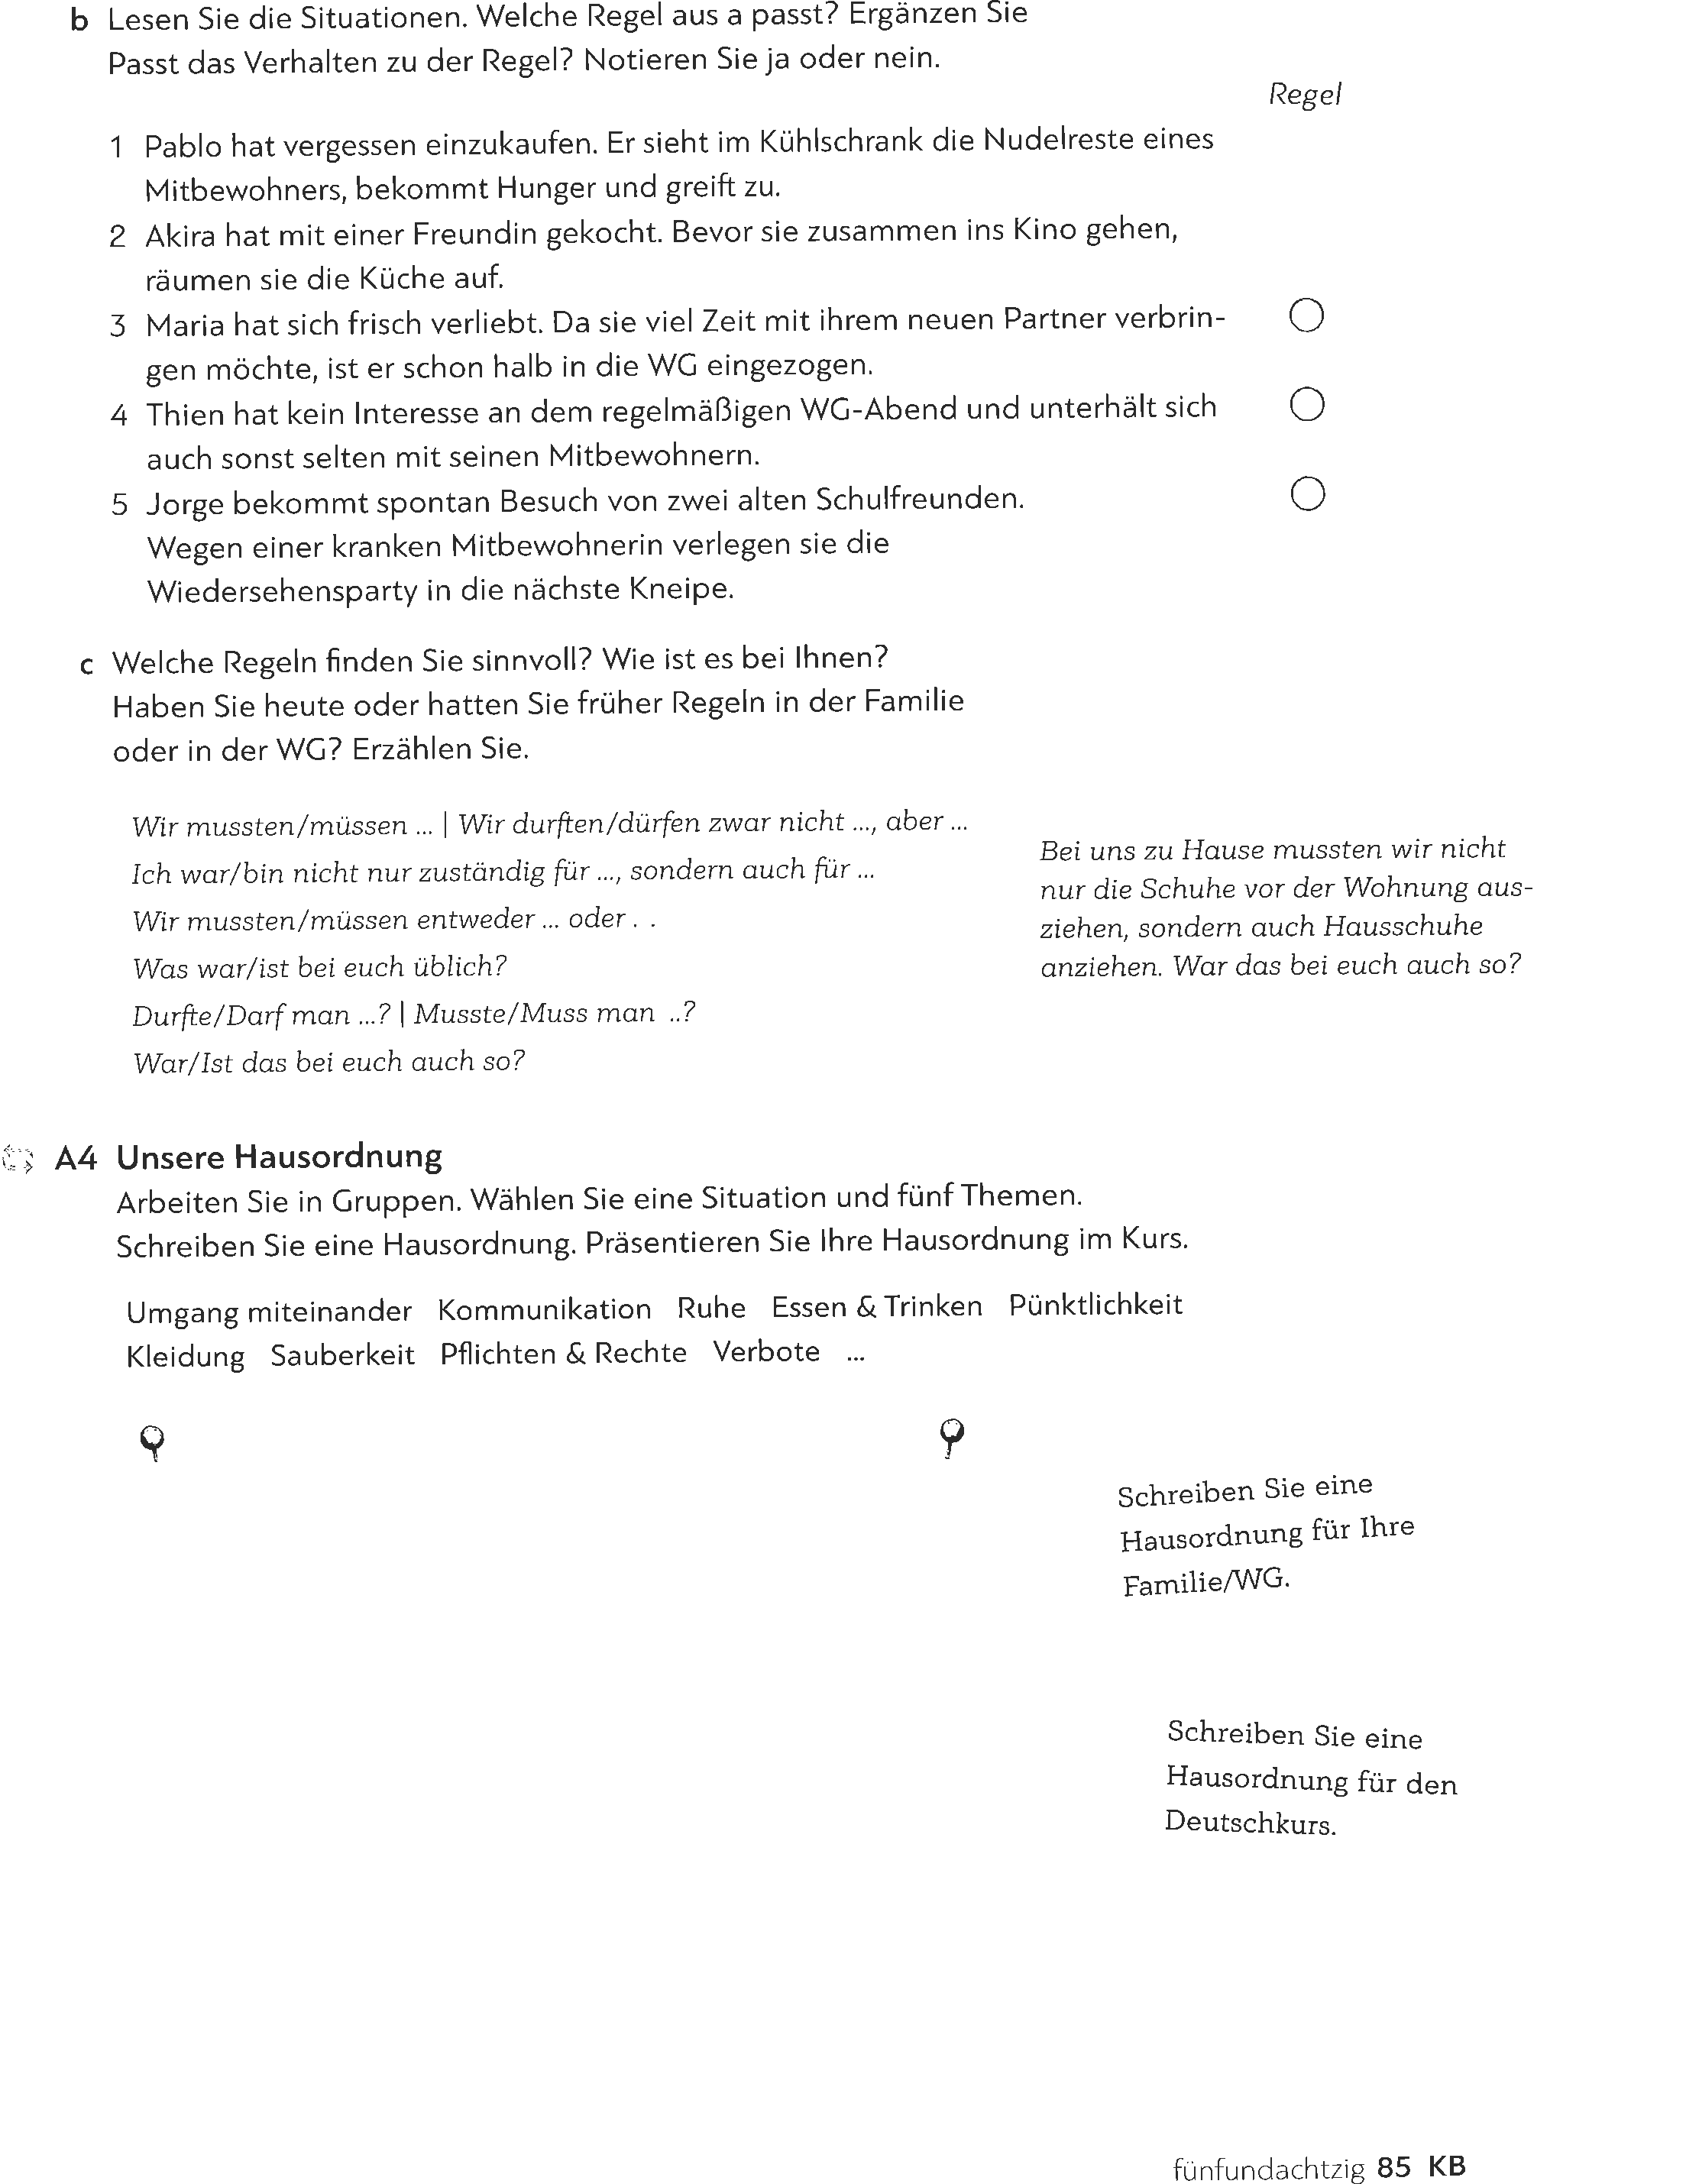 b Lesen Sie die Situationen. Welche Regel aus a passt? Ergänzen Sie
Passt das Verhalten zu der Regel? Notieren Sie ja oder nein.
Regel
1 Pablo hat vergessen einzukaufen. Er sieht im Kühlschrank die Nudelreste eines
Mitbewohners, bekommt Hunger und greift zu.
2 Akira hat mit einer Freundin gekocht. Bevor sie zusammen ins Kino gehen,
räumen sie die Küche auf.
3 Maria hat sich frisch verliebt. Da sie viel Zeit mit ihrem neuen Partner verbrin-
gen möchte, ist er schon halb in die WG eingezogen.
4 Thien hat kein Interesse an dem regelmäßigen WG-Abend und unterhält sich
auch sonst selten mit seinen Mitbewohnern.
5 Jorge bekommt spontan Besuch von zwei alten Schulfreunden.
Wegen einer kranken Mitbewohnerin verlegen sie die
Wiedersehensparty in die nächste Kneipe.
c Welche Regeln finden Sie sinnvoll? Wie ist es bei Ihnen?
Haben Sie heute oder hatten Sie früher Regeln in der Familie
oder in der WG? Erzählen Sie.
Wir mussten/müssen ... | Wir durften/dürfen zwar nicht ..., aber ...
Ich war/bin nicht nur zuständig für ..., sondern auch für ...
Wir mussten/müssen entweder ... oder . .
Was war/ist bei euch üblich?
Durfte/Darf man ...? | Musste/Muss man ..?
War/Ist das bei euch auch so?
Bei uns zu Hause mussten wir nicht
nur die Schuhe vor der Wohnung aus-
ziehen, sondern auch Hausschuhe
anziehen. War das bei euch auch so?
A4 Unsere Hausordnung
Arbeiten Sie in Gruppen. Wählen Sie eine Situation und fünf Themen.
Schreiben Sie eine Hausordnung. Präsentieren Sie Ihre Hausordnung im Kurs.
Umgang miteinander Kommunikation Ruhe Essen & Trinken Pünktlichkeit
Kleidung Sauberkeit Pflichten & Rechte Verbote ...
Schreiben Sie eine
Hausordnung für Ihre
Familie/WG.
Schreiben Sie eine
Hausordnung für den
Deutschkurs.
fünfundachtzig 85 KB